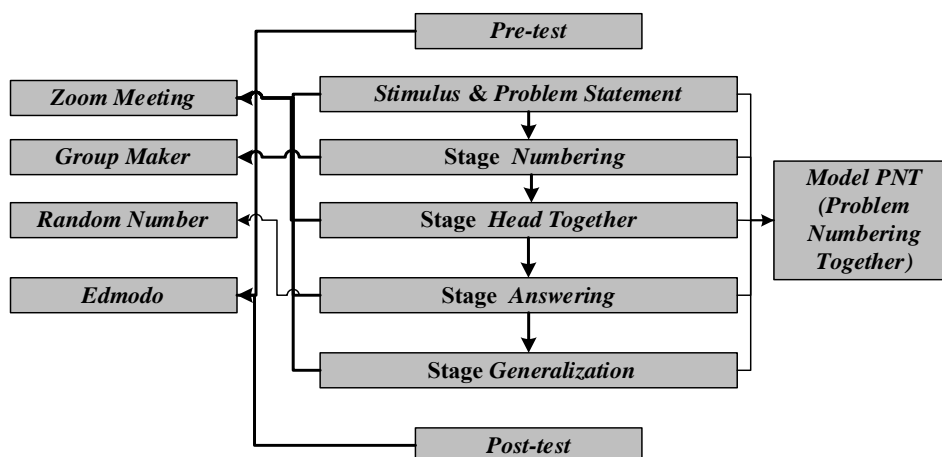 Pre-test
Zoom Meeting
Stimulus & Problem Statement
Group Maker
Stage Numbering
Model PNT
(Problem
Numbering
Together)
Random Number
Stage Head Together
Edmodo
Stage Answering
Stage Generalization
Post-test